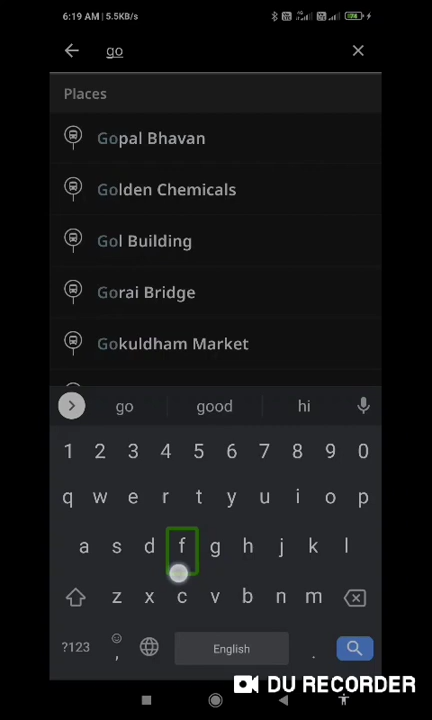 6:19 AM | 5.5KB/s
go
Places
Gopal Bhavan
Golden Chemicals
Gol Building
Gorai Bridge
Gokuldham Market
go good hi
1 2 3 4 5 6 7 8 9 0
q w e r t y u i o p
a s d f g h j k l
z x c v b n m
?123 , English .
DU RECORDER